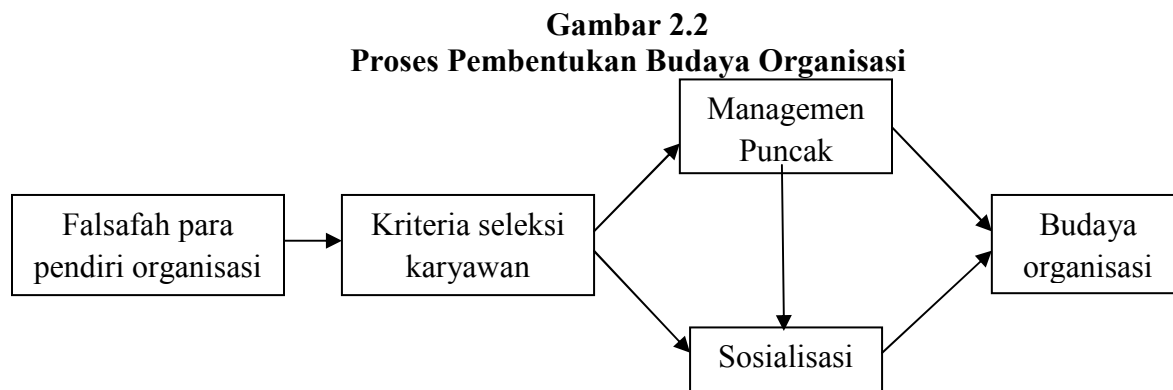 Gambar 2.2
Proses Pembentukan Budaya Organisasi
Managemen
Puncak
Falsafah para
pendiri organisasi
Kriteria seleksi
karyawan
Budaya
organisasi
Sosialisasi